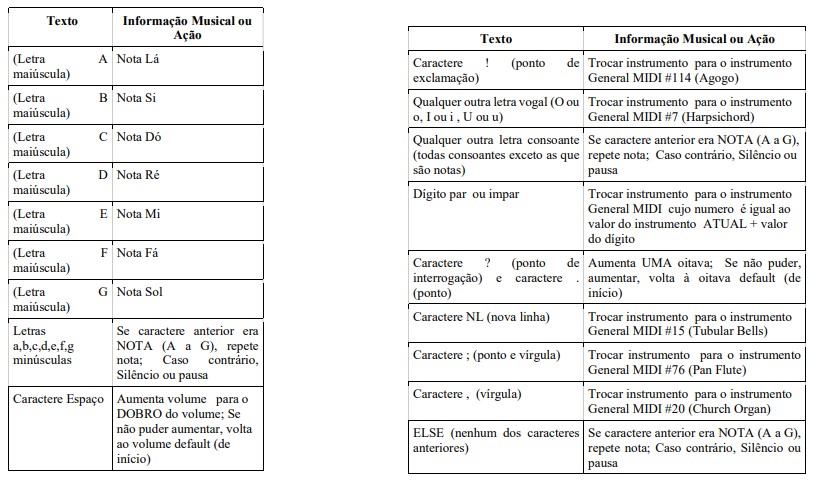 Texto Informação Musical ou
Ação
(Letra A Nota Lá
maiúscula)
(Letra B Nota Si
maiúscula)
(Letra C Nota Dó
maiúscula)
(Letra D Nota Ré
maiúscula)
(Letra E Nota Mi
maiúscula)
(Letra F Nota Fá
maiúscula)
(Letra G Nota Sol
maiúscula)
Letras Se caractere anterior era
a,b,c,d,e,f,g NOTA (A a G), repete
minúsculas nota; Caso contrário,
Silêncio ou pausa
Caractere Espaço Aumenta volume para o
DOBRO do volume; Se
não puder aumentar, volta
ao volume default (de
início)
Texto Informação Musical ou Ação
Caractere ! (ponto de Trocar instrumento para o instrumento
exclamação) General MIDI #114 (Agogo)
Qualquer outra letra vogal (O ou Trocar instrumento para o instrumento
o, I ou i , U ou u) General MIDI #7 (Harpsichord)
Qualquer outra letra consoante Se caractere anterior era NOTA (A a G),
(todas consoantes exceto as que repete nota; Caso contrário, Silêncio ou
são notas) pausa
Dígito par ou impar Trocar instrumento para o instrumento
General MIDI cujo numero é igual ao
valor do instrumento ATUAL + valor
do dígito
Caractere ? (ponto de Aumenta UMA oitava; Se não puder,
interrogação) e caractere . aumentar, volta à oitava default (de
(ponto) início)
Caractere NL (nova linha) Trocar instrumento para o instrumento
General MIDI #15 (Tubular Bells)
Caractere ; (ponto e vírgula) Trocar instrumento para o instrumento
General MIDI #76 (Pan Flute)
Caractere , (vírgula) Trocar instrumento para o instrumento
General MIDI #20 (Church Organ)
ELSE (nenhum dos caracteres Se caractere anterior era NOTA (A a G),
anteriores) repete nota; Caso contrário, Silêncio ou
pausa